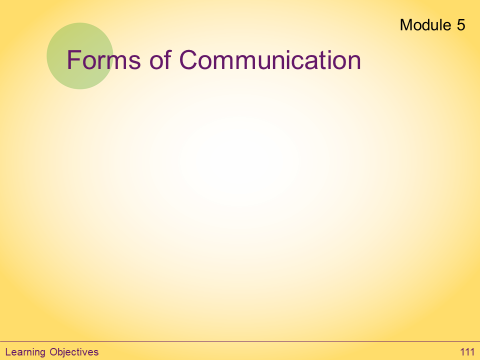 Module 5
Forms of Communication
Learning Objectives
111